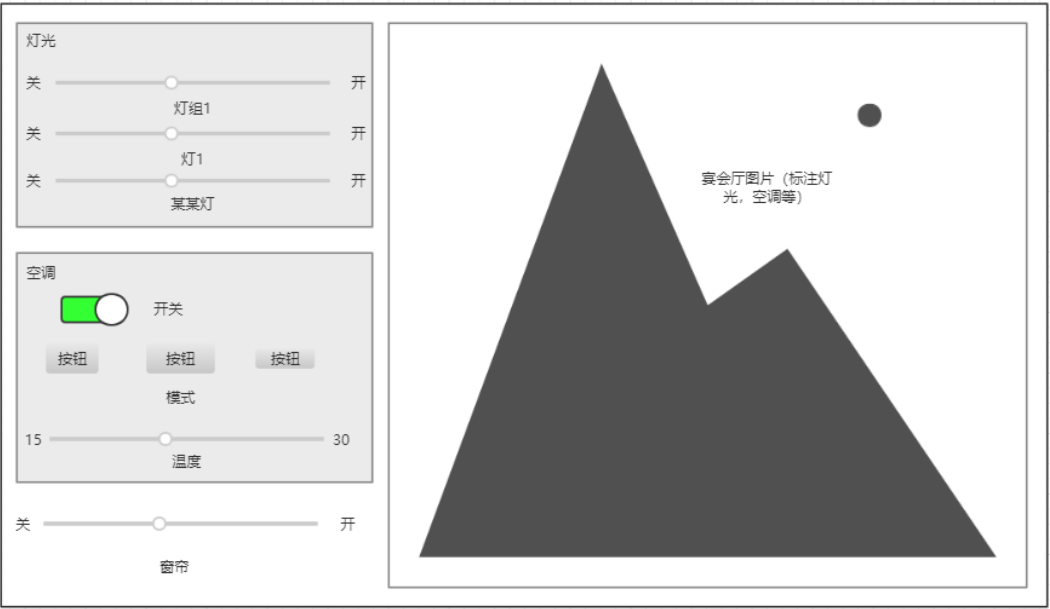 灯光
关 开
灯组1
关 开
灯1
关 开
某某灯
空调
开关
按钮 按钮 按钮
模式
15 30
温度
关 开
窗帘
宴会厅图片（标注灯
光，空调等）